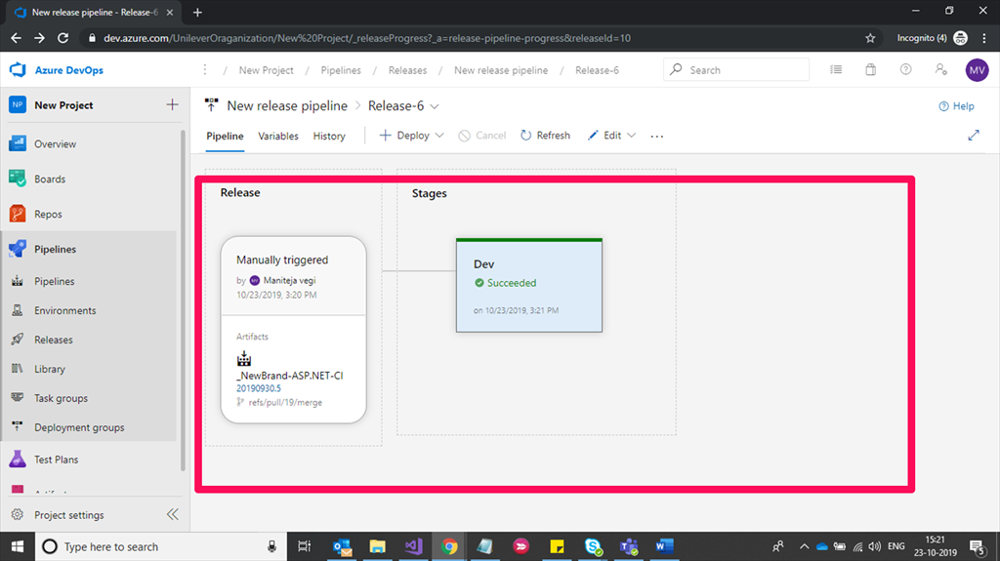 New release pipeline - Release-6
dev.azure.com/UnileverOraganization/New%20Project/_releaseProgress?_a=release-pipeline-progress&releaseId=10
Incognito (4)
Azure DevOps
/ New Project / Pipelines / Releases / New release pipeline / Release-6
Search
MV
NP New Project
New release pipeline > Release-6
Help
Pipeline Variables History Deploy Cancel Refresh Edit ...
Overview
Boards
Repos
Pipelines
Pipelines
Environments
Releases
Library
Task groups
Deployment groups
Test Plans
Project settings
Release
Manually triggered
by MV Maniteja vegi
10/23/2019, 3:20 PM
Artifacts
_NewBrand-ASP.NET-CI
20190930.5
refs/pull/19/merge
Stages
Dev
Succeeded
on 10/23/2019, 3:21 PM
Type here to search
ENG
15:21
23-10-2019
5